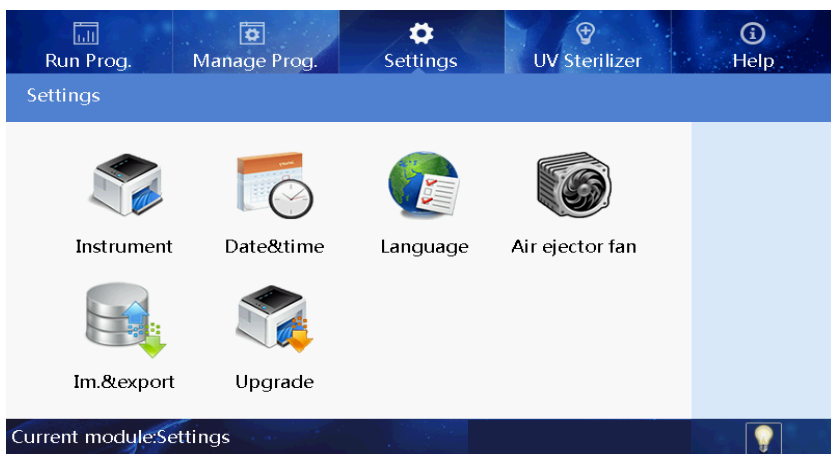 Run Prog. Manage Prog. Settings UV Sterilizer Help
Settings
Instrument Date&time Language Air ejector fan
Im.&export Upgrade
Current module:Settings